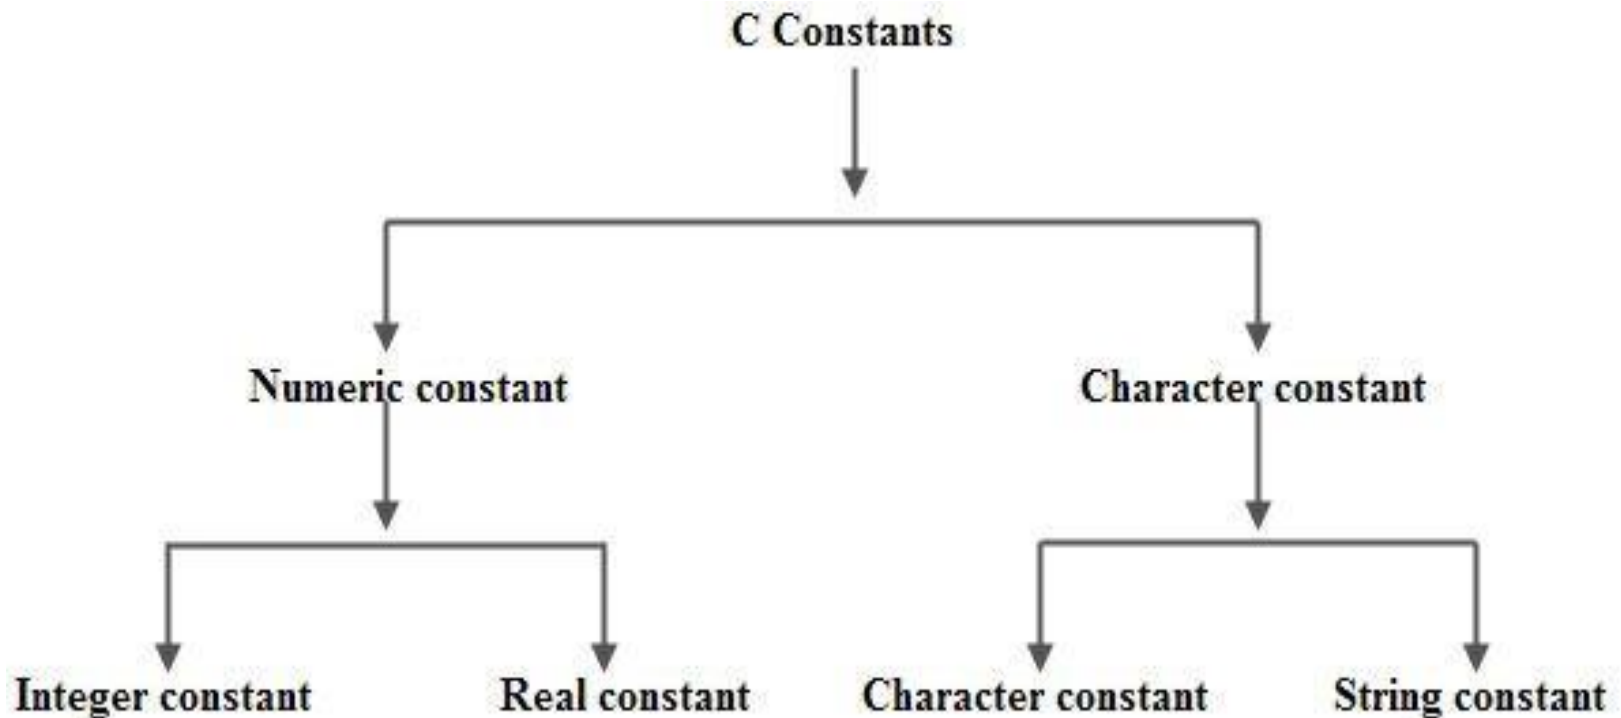 C Constants
Numeric constant
Character constant
Integer constant
Real constant
Character constant
String constant